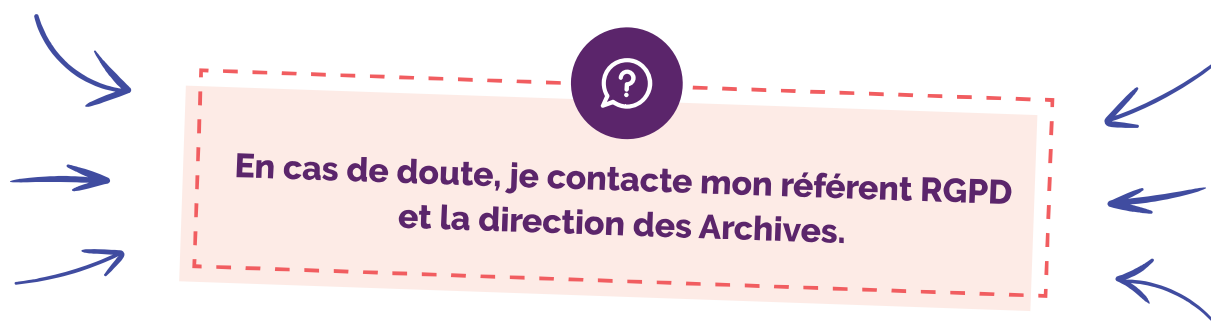 En cas de doute, je contacte mon référent RGPD
et la direction des Archives.